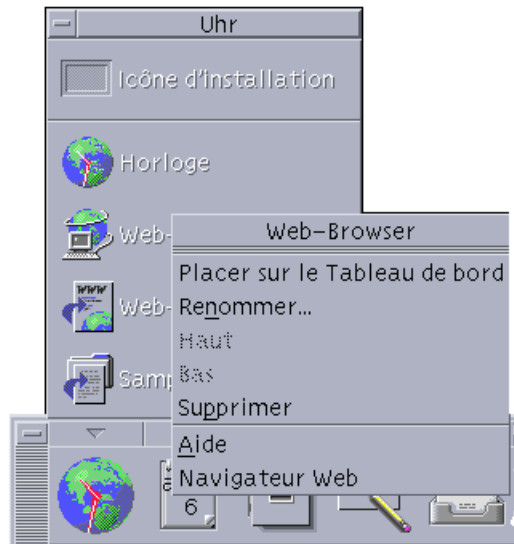 Uhr
Icône d'installation
Horloge
Web-
Web-
Samp
Web-Browser
Placer sur le Tableau de bord
Renommer...
Haut
Bas
Supprimer
Aide
Navigateur Web
6